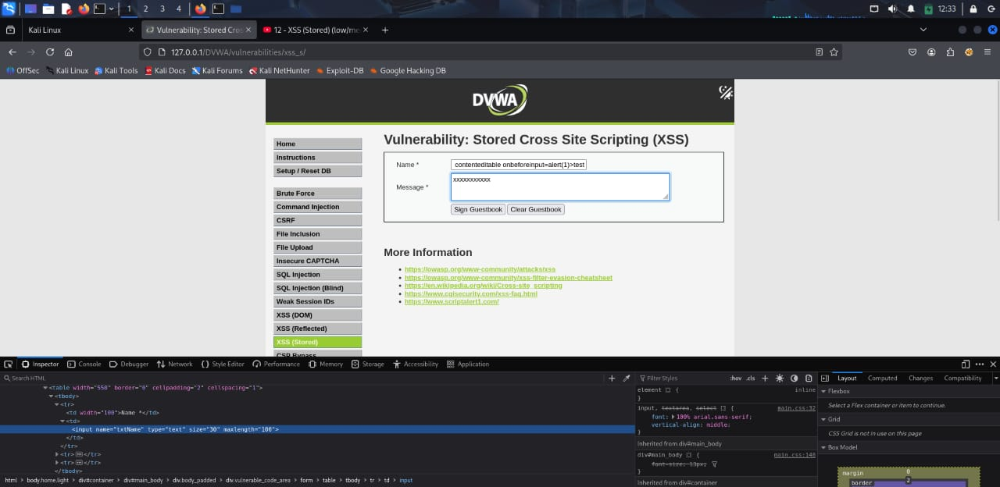 1 2 3 4 12:33
Kali Linux Vulnerability: Stored Cros 12 - XSS (Stored) (low/me
127.0.0.1/DVWA/vulnerabilities/xss_s/
OffSec Kali Linux Kali Tools Kali Docs Kali Forums Kali NetHunter Exploit-DB Google Hacking DB
DVWA
Vulnerability: Stored Cross Site Scripting (XSS)
Name * contenteditable onbeforeinput=alert(1)>test
Message * xxxxxxxxxxx
Sign Guestbook Clear Guestbook
More Information
https://owasp.org/www-community/attacks/xss
https://owasp.org/www-community/xss-filter-evasion-cheatsheet
https://en.wikipedia.org/wiki/Cross-site_scripting
https://www.cgisecurity.com/xss-faq.html
https://www.scriptalert1.com/
Home
Instructions
Setup / Reset DB
Brute Force
Command Injection
CSRF
File Inclusion
File Upload
Insecure CAPTCHA
SQL Injection
SQL Injection (Blind)
Weak Session IDs
XSS (DOM)
XSS (Reflected)
XSS (Stored)
CSP Bypass
Inspector Console Debugger Network Style Editor Performance Memory Storage Accessibility Application
Search HTML
<table width="550" border="0" cellpadding="2" cellspacing="1">
<tbody>
<tr>
<td width="100">Name *</td>
<td>
<input name="txtName" type="text" size="30" maxlength="100">
</td>
</tr>
<tr></tr>
<tr></tr>
</tbody>
html > body.home.light > div#container > div#main_body > div.body_padded > div.vulnerable_code_area > form > table > tbody > tr > td > input
Filter Styles :hov .cls
element { inline
}
input, textarea, select { main.css:32
font: 100% arial,sans-serif;
vertical-align: middle;
}
Inherited from div#main_body
div#main_body { main.css:148
font-size: 13px;
}
Inherited from div#container
Layout Computed Changes Compatibility
Flexbox
Select a Flex container or item to continue.
Grid
CSS Grid is not in use on this page
Box Model
margin 0
border 2